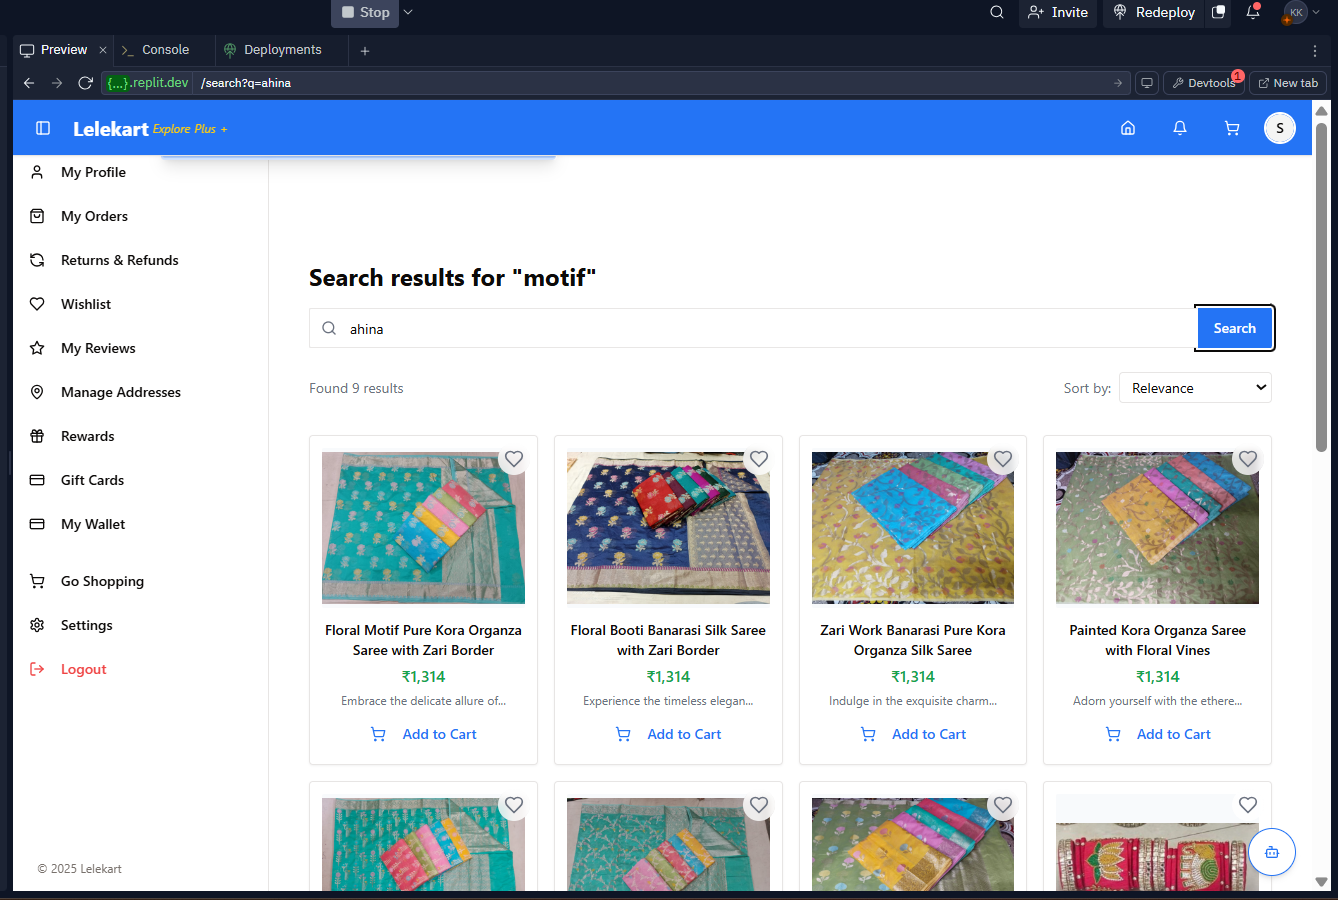 Stop
Invite
Redeploy
KK
Preview
Console
Deployments
{...}.replit.dev
/search?q=ahina
Devtools
1
New tab
Lelekart
Explore Plus +
S
My Profile
My Orders
Returns & Refunds
Wishlist
My Reviews
Manage Addresses
Rewards
Gift Cards
My Wallet
Go Shopping
Settings
Logout
© 2025 Lelekart
Search results for "motif"
ahina
Search
Found 9 results
Sort by:
Relevance
Floral Motif Pure Kora Organza
Saree with Zari Border
₹1,314
Embrace the delicate allure of...
Add to Cart
Floral Booti Banarasi Silk Saree
with Zari Border
₹1,314
Experience the timeless elegan...
Add to Cart
Zari Work Banarasi Pure Kora
Organza Silk Saree
₹1,314
Indulge in the exquisite charm...
Add to Cart
Painted Kora Organza Saree
with Floral Vines
₹1,314
Adorn yourself with the ethere...
Add to Cart